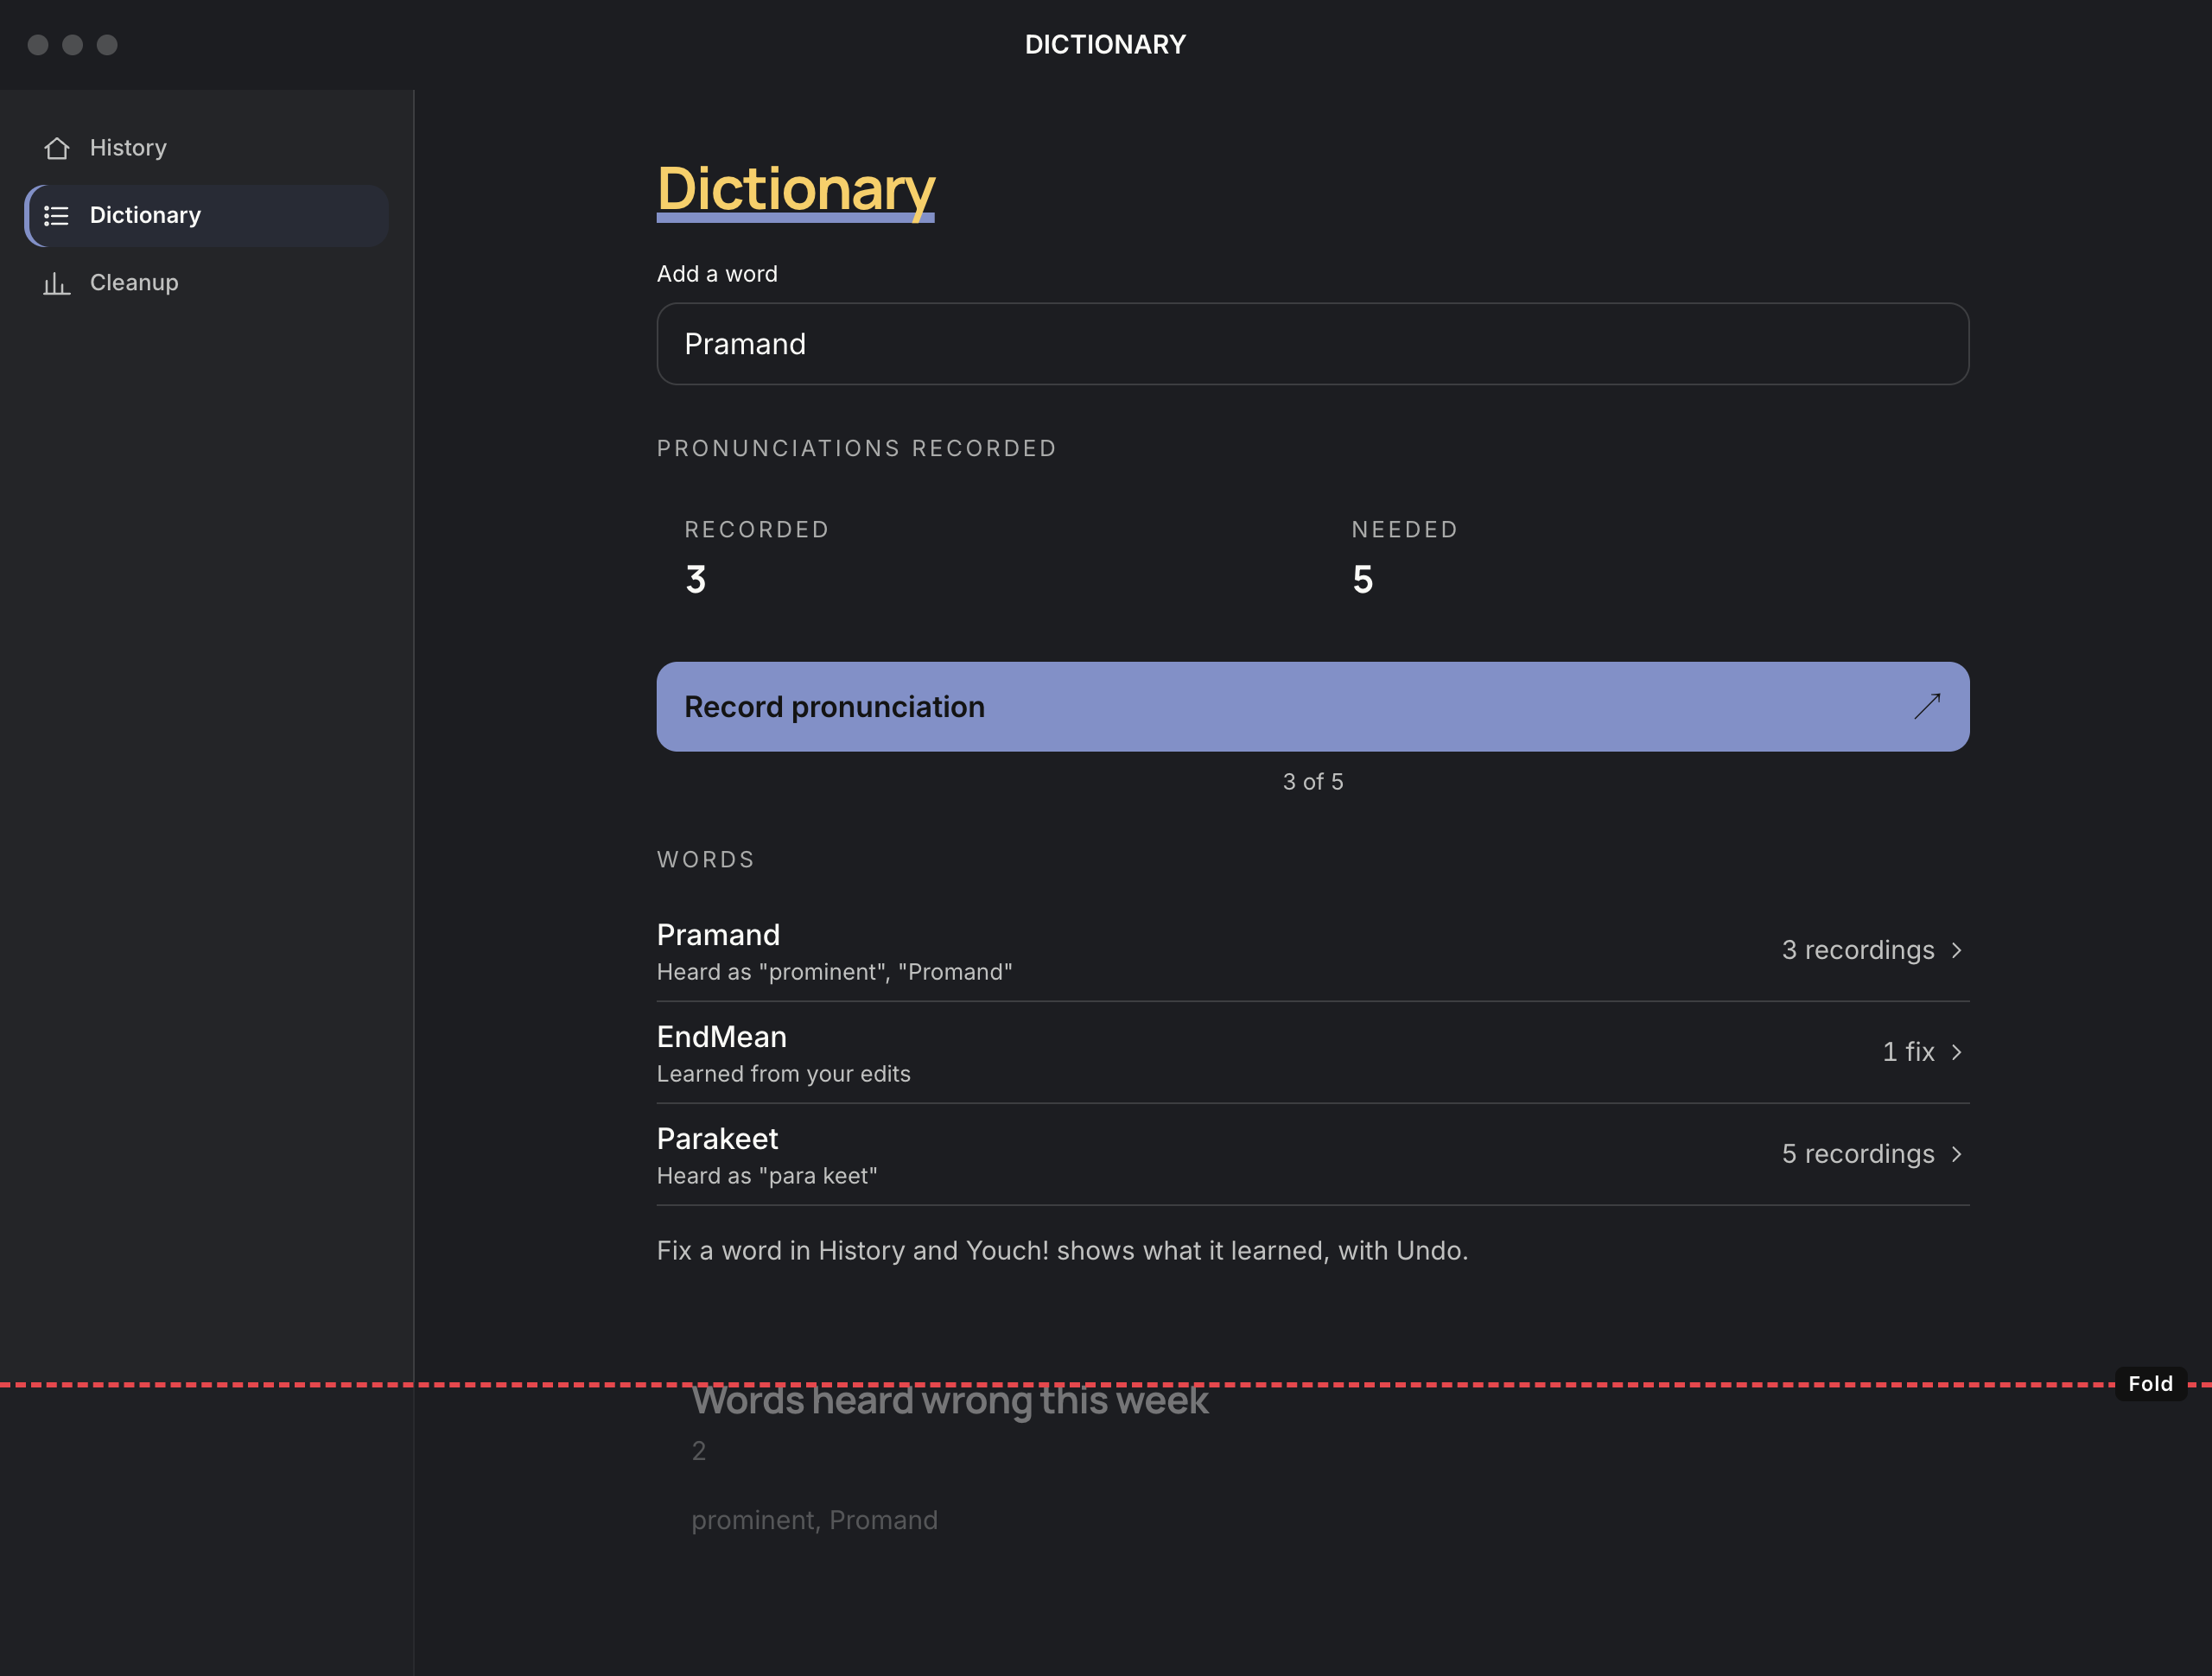 DICTIONARY
History
Dictionary
Cleanup
Dictionary
Add a word
Pramand
PRONUNCIATIONS RECORDED
RECORDED
NEEDED
3
5
Record pronunciation
3 of 5
WORDS
Pramand
Heard as "prominent", "Promand"
3 recordings
EndMean
Learned from your edits
1 fix
Parakeet
Heard as "para keet"
5 recordings
Fix a word in History and Youch! shows what it learned, with Undo.
Fold
Words heard wrong this week
2
prominent, Promand